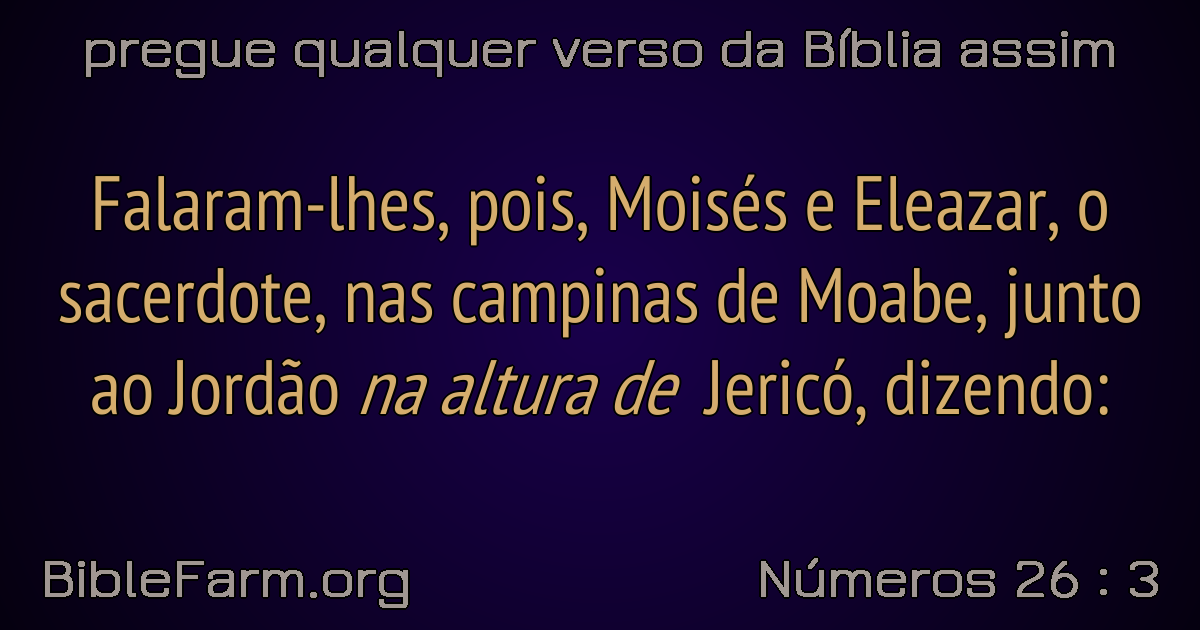 pregue qualquer verso da Bíblia assim
Falaram-lhes, pois, Moisés e Eleazar, o
sacerdote, nas campinas de Moabe, junto
ao Jordão na altura de Jericó, dizendo:
BibleFarm.org
Números 26 : 3